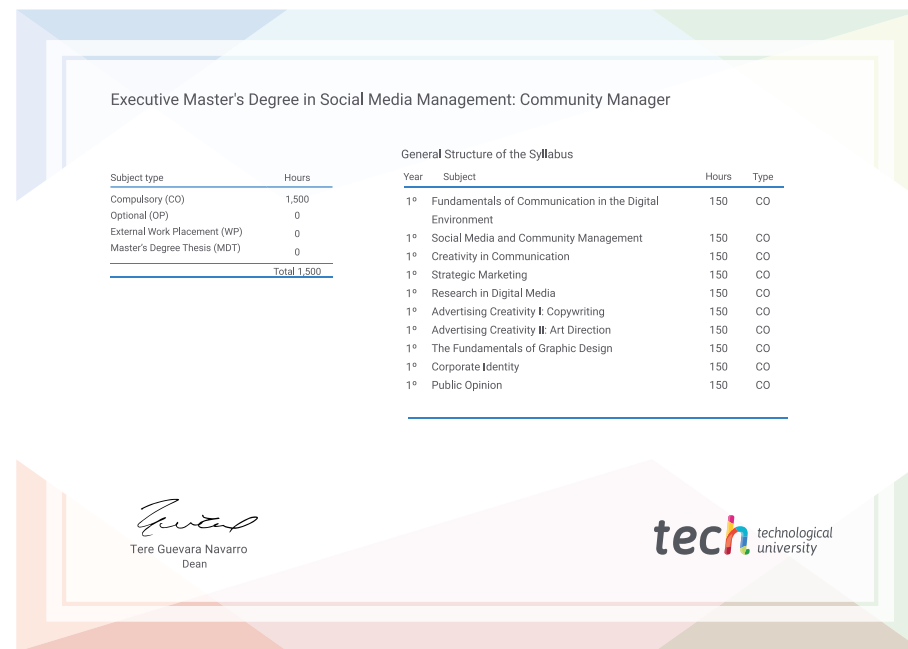 Executive Master's Degree in Social Media Management: Community Manager
Subject type Hours
Compulsory (CO) 1,500
Optional (OP) 0
External Work Placement (WP) 0
Master's Degree Thesis (MDT) 0
Total 1,500
General Structure of the Syllabus
Year Subject Hours Type
1º Fundamentals of Communication in the Digital 150 CO
Environment
1º Social Media and Community Management 150 CO
1º Creativity in Communication 150 CO
1º Strategic Marketing 150 CO
1º Research in Digital Media 150 CO
1º Advertising Creativity I: Copywriting 150 CO
1º Advertising Creativity II: Art Direction 150 CO
1º The Fundamentals of Graphic Design 150 CO
1º Corporate Identity 150 CO
1º Public Opinion 150 CO
Tere Guevara Navarro
Dean
tech technological
university